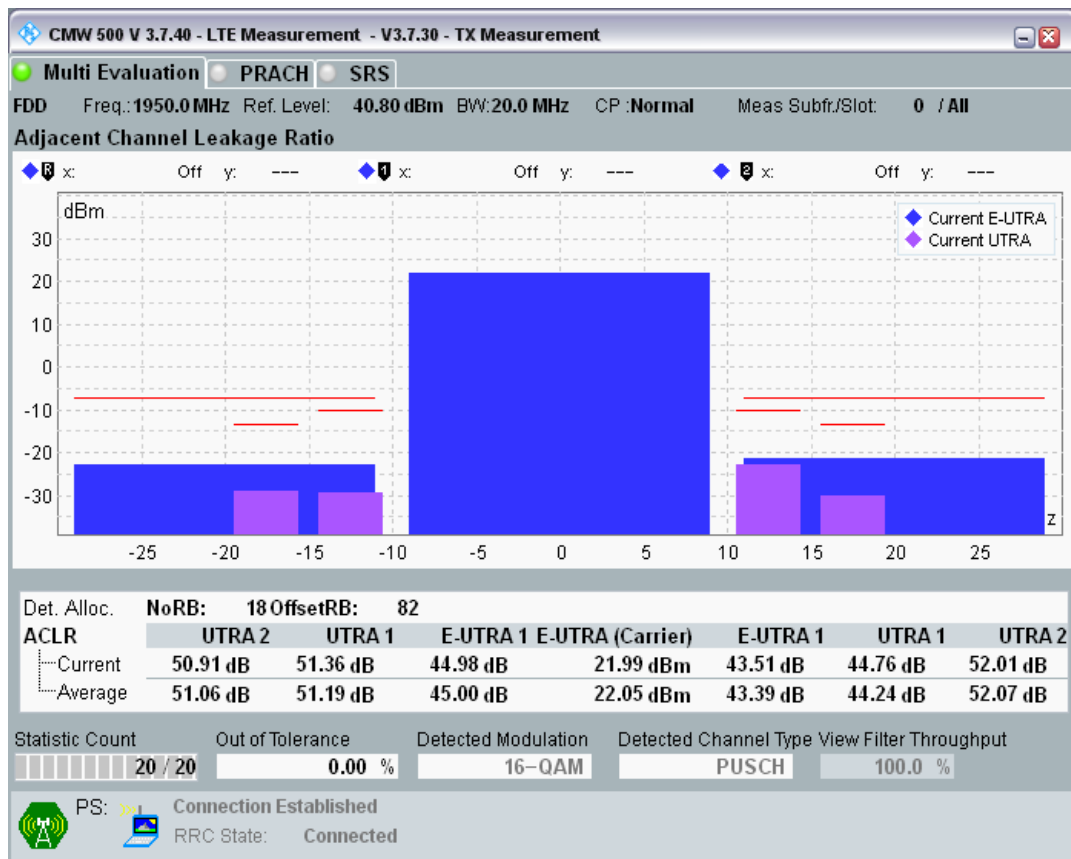 CMW 500 V 3.7.40 - LTE Measurement - V3.7.30 - TX Measurement
Multi Evaluation PRACH SRS
FDD Freq.:1950.0 MHz Ref. Level: 40.80 dBm BW:20.0 MHz CP :Normal Meas Subfr./Slot: 0 / All
Adjacent Channel Leakage Ratio
R x: Off y: --- 1 x: Off y: --- 2 x: Off y: ---
dBm
Current E-UTRA
Current UTRA
30
20
10
0
-10
-20
-30
z
-25 -20 -15 -10 -5 0 5 10 15 20 25
Det. Alloc. NoRB: 18 OffsetRB: 82
ACLR UTRA 2 UTRA 1 E-UTRA 1 E-UTRA (Carrier) E-UTRA 1 UTRA 1 UTRA 2
Current 50.91 dB 51.36 dB 44.98 dB 21.99 dBm 43.51 dB 44.76 dB 52.01 dB
Average 51.06 dB 51.19 dB 45.00 dB 22.05 dBm 43.39 dB 44.24 dB 52.07 dB
Statistic Count Out of Tolerance Detected Modulation Detected Channel Type View Filter Throughput
20 / 20 0.00 % 16-QAM PUSCH 100.0 %
PS: Connection Established
RRC State: Connected